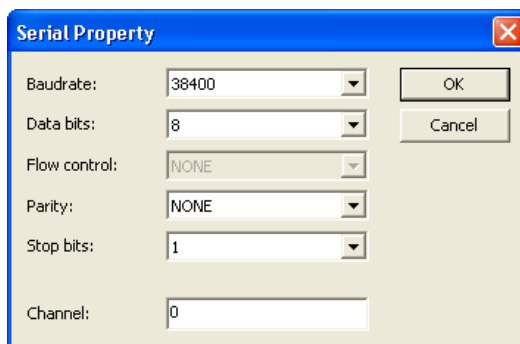 Serial Property
Baudrate: 38400 OK
Data bits: 8 Cancel
Flow control: NONE
Parity: NONE
Stop bits: 1
Channel: 0